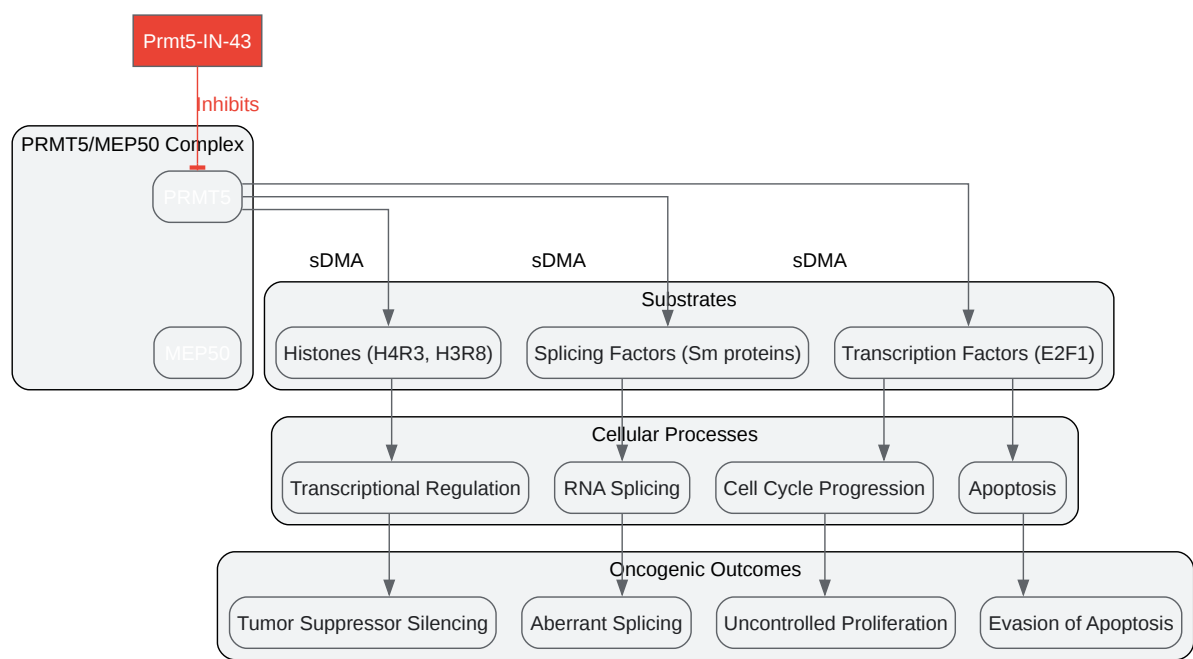 Prmt5-IN-43
Inhibits
PRMT5/MEP50 Complex
PRMT5
sDMA
sDMA
sDMA
Substrates
MEP50
Histones (H4R3, H3R8)
Splicing Factors (Sm proteins)
Transcription Factors (E2F1)
Cellular Processes
Transcriptional Regulation
RNA Splicing
Cell Cycle Progression
Apoptosis
Oncogenic Outcomes
Tumor Suppressor Silencing
Aberrant Splicing
Uncontrolled Proliferation
Evasion of Apoptosis